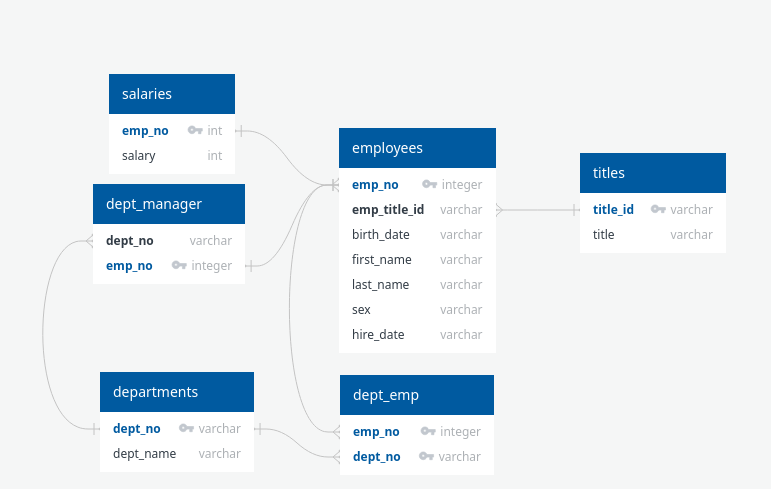 salaries
emp_no int
salary int
dept_manager
dept_no varchar
emp_no integer
departments
dept_no varchar
dept_name varchar
employees
emp_no integer
emp_title_id varchar
birth_date varchar
first_name varchar
last_name varchar
sex varchar
hire_date varchar
dept_emp
emp_no integer
dept_no varchar
titles
title_id varchar
title varchar